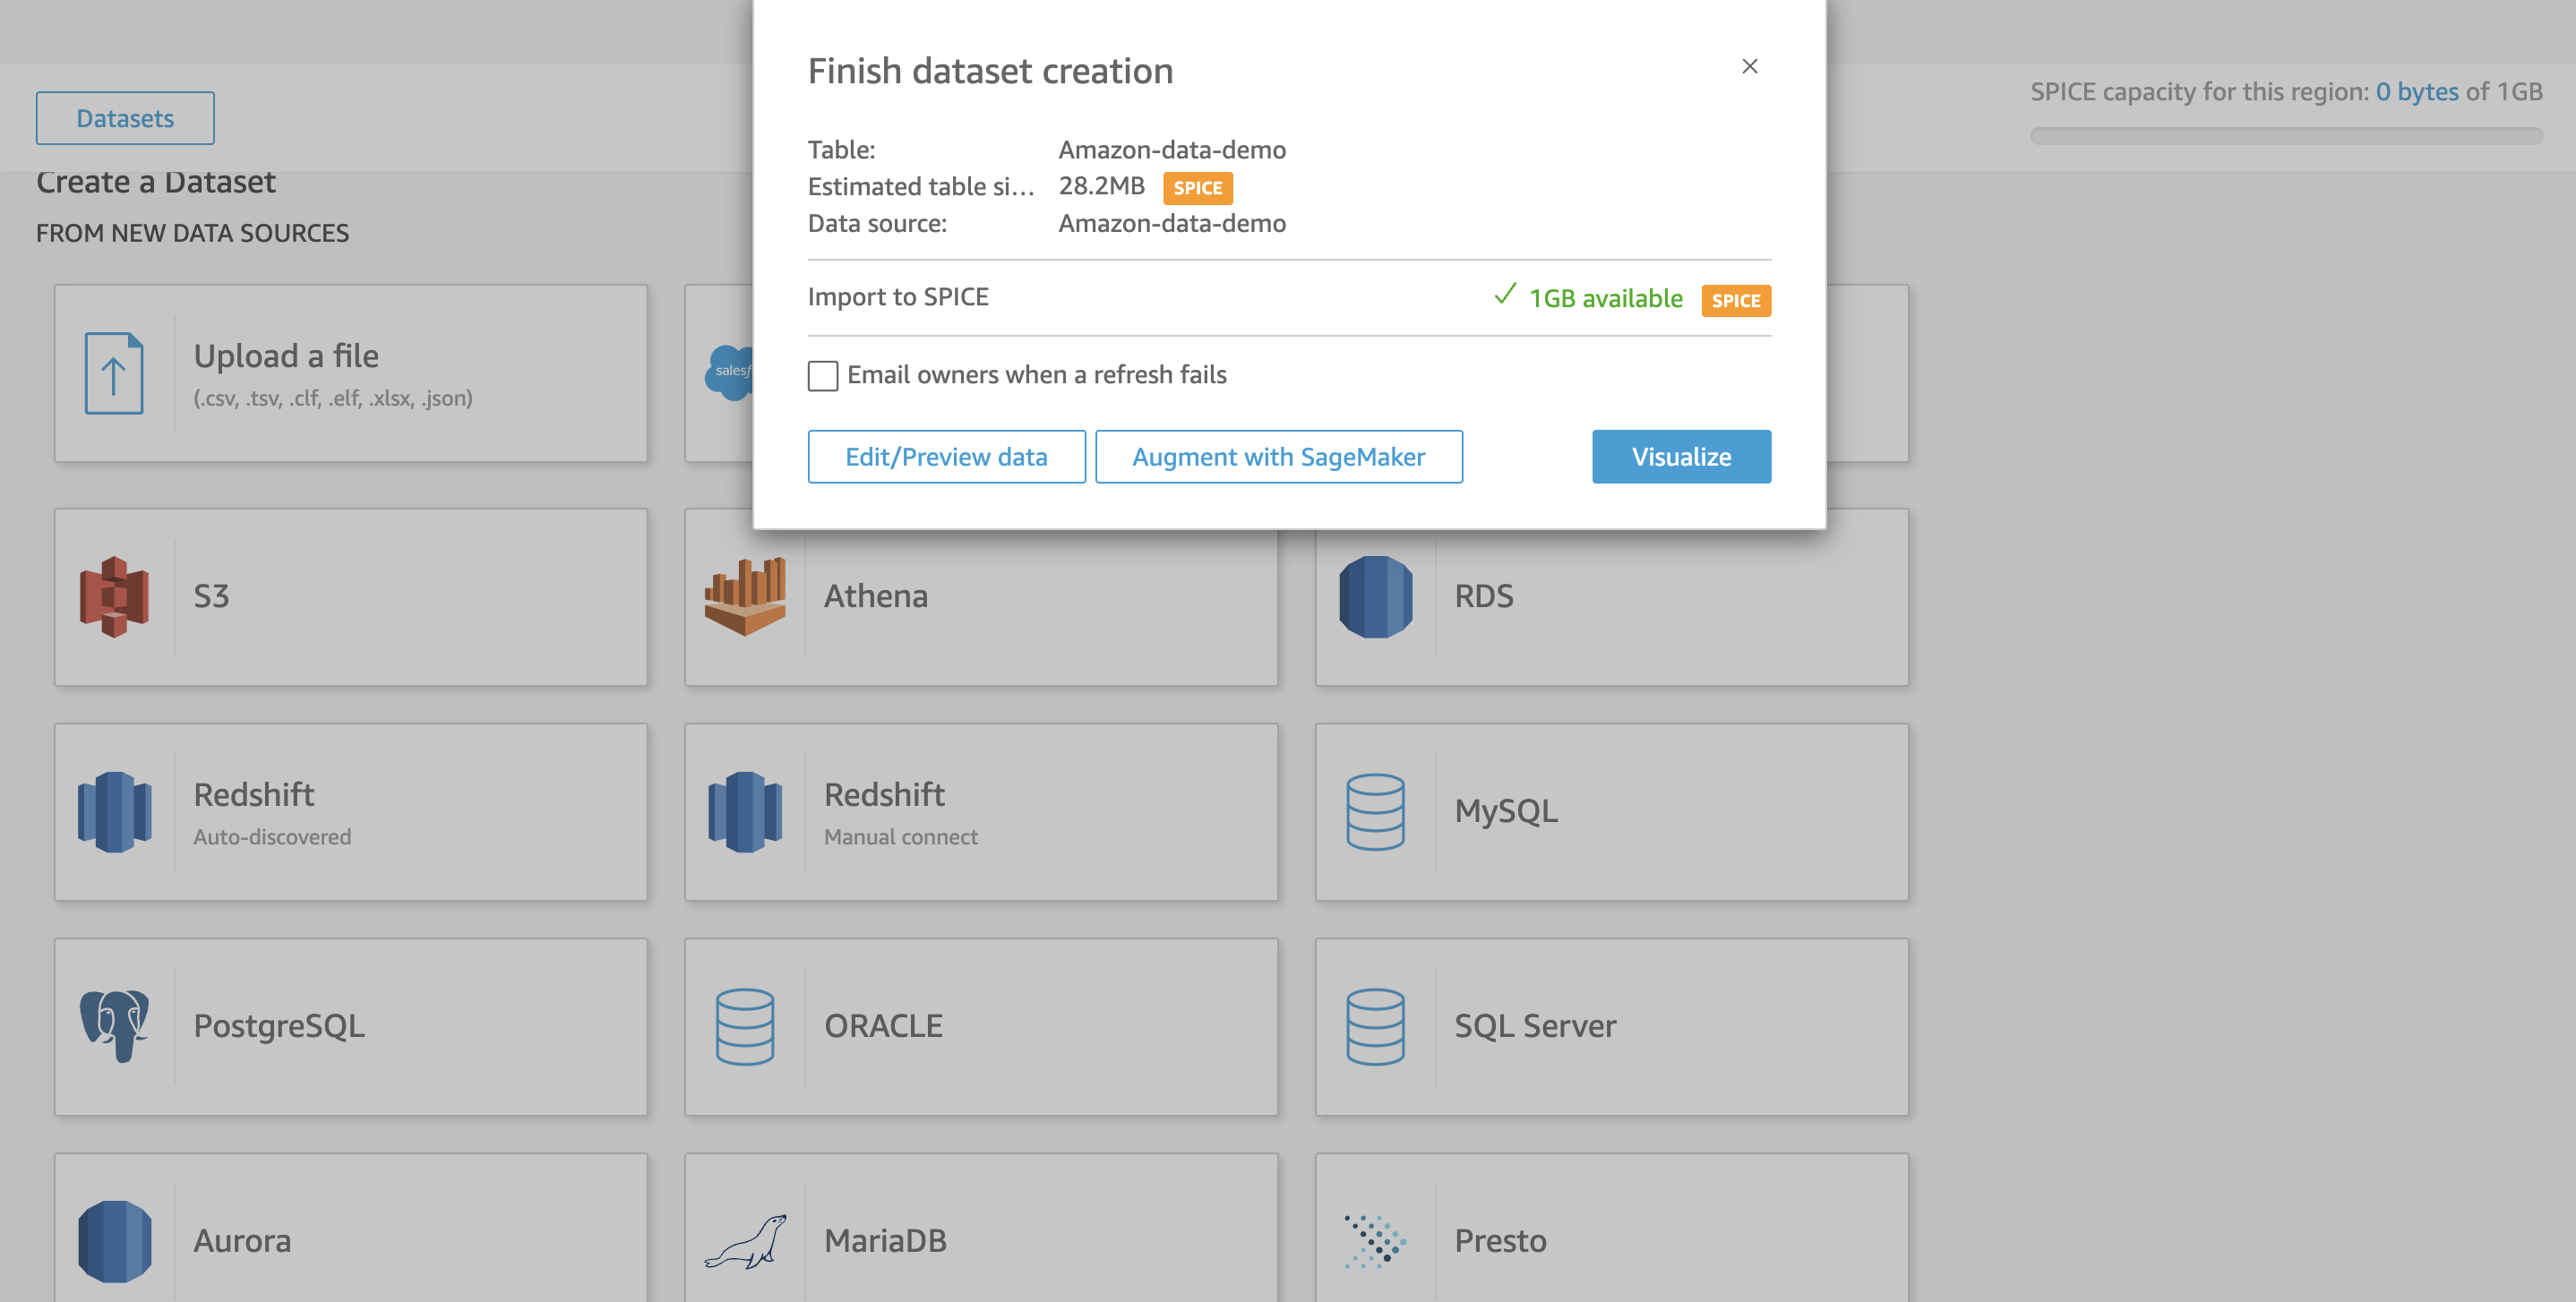 Finish dataset creation
Table: Amazon-data-demo
Estimated table si... 28.2MB SPICE
Data source: Amazon-data-demo
Import to SPICE
1GB available SPICE
Email owners when a refresh fails
Edit/Preview data
Augment with SageMaker
Visualize
Datasets
SPICE capacity for this region: 0 bytes of 1GB
Create a Dataset
FROM NEW DATA SOURCES
Upload a file
(.csv, .tsv, .clf, .elf, .xlsx, .json)
S3
Athena
RDS
Redshift
Auto-discovered
Redshift
Manual connect
MySQL
PostgreSQL
ORACLE
SQL Server
Aurora
MariaDB
Presto